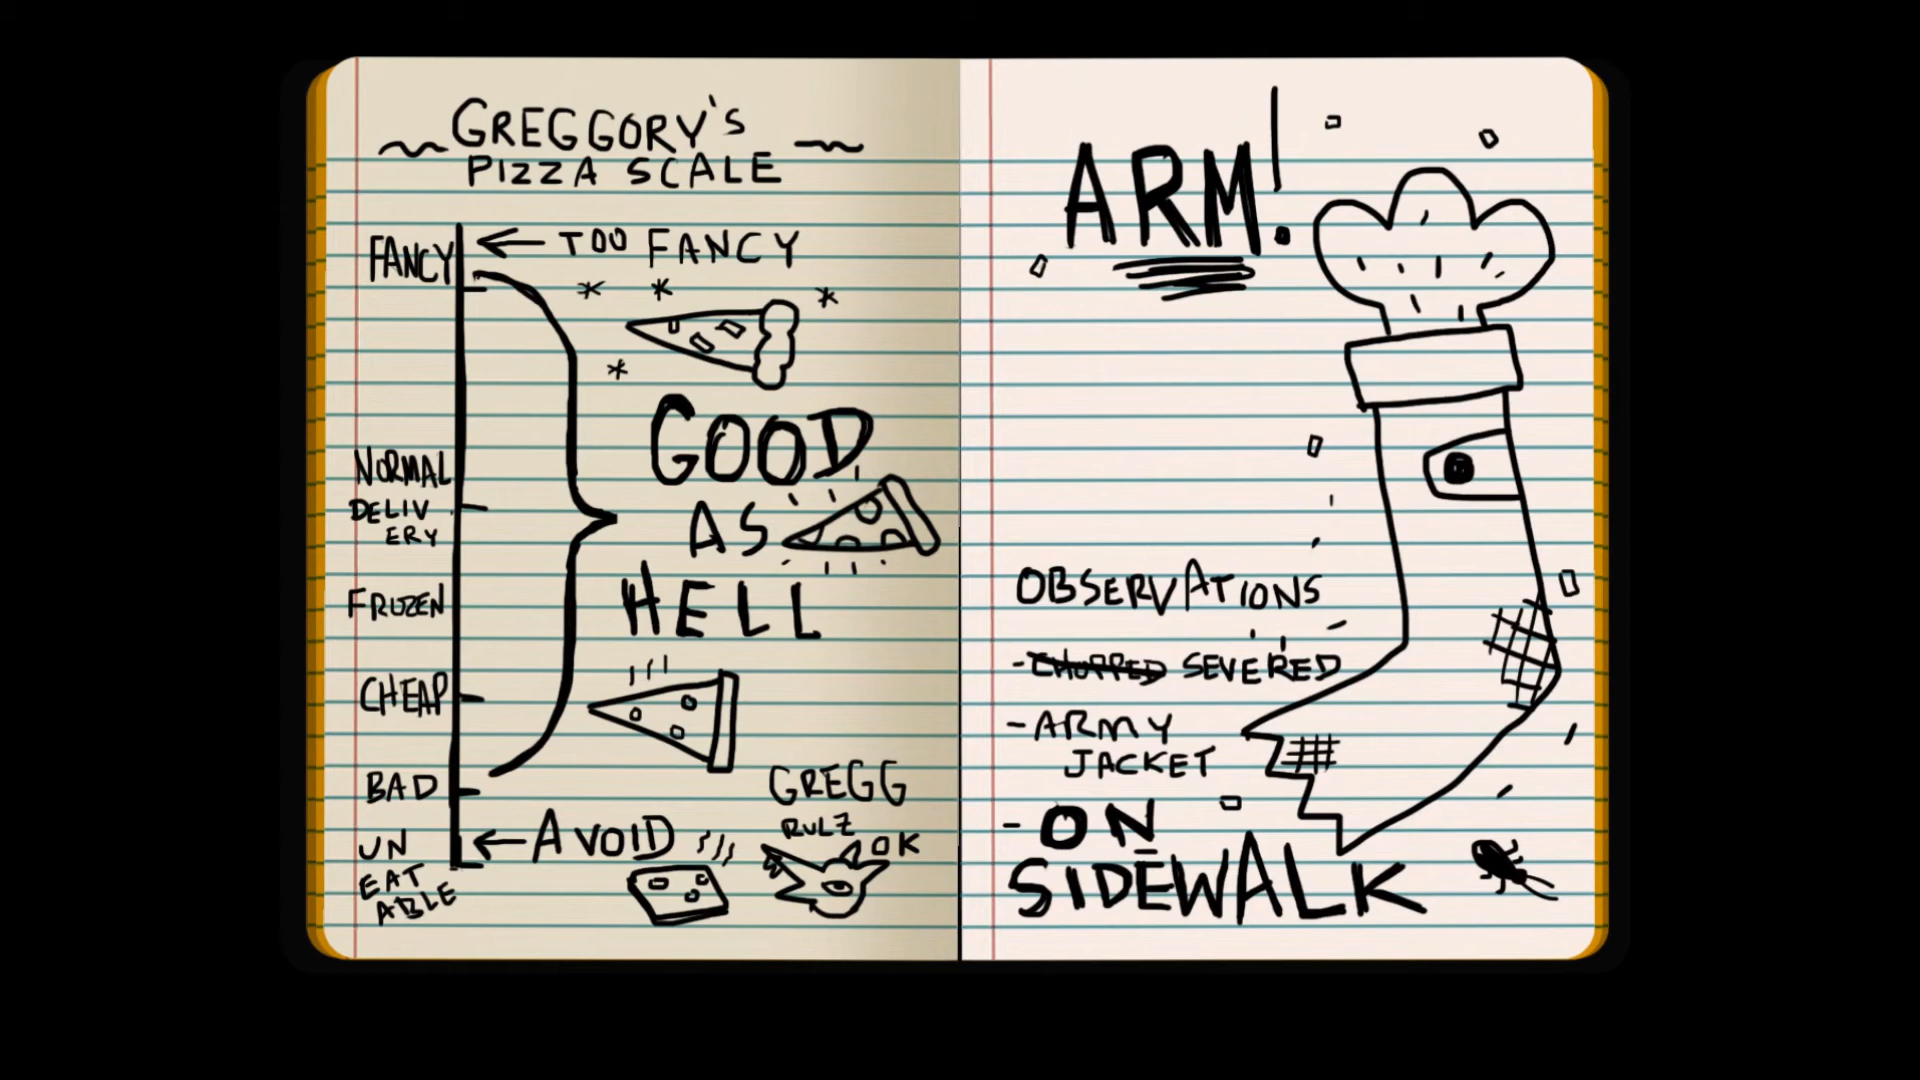 GREGGORY'S
PIZZA SCALE
FANCY
← TOO FANCY
GOOD
AS
HELL
NORMAL
DELIV
ERY
FROZEN
CHEAP
BAD
UN
EAT
ABLE
← AVOID
GREGG
RULZ
OK
ARM!
OBSERVATIONS
- CHOPPED SEVERED
- ARMY
JACKET
- ON
SIDEWALK